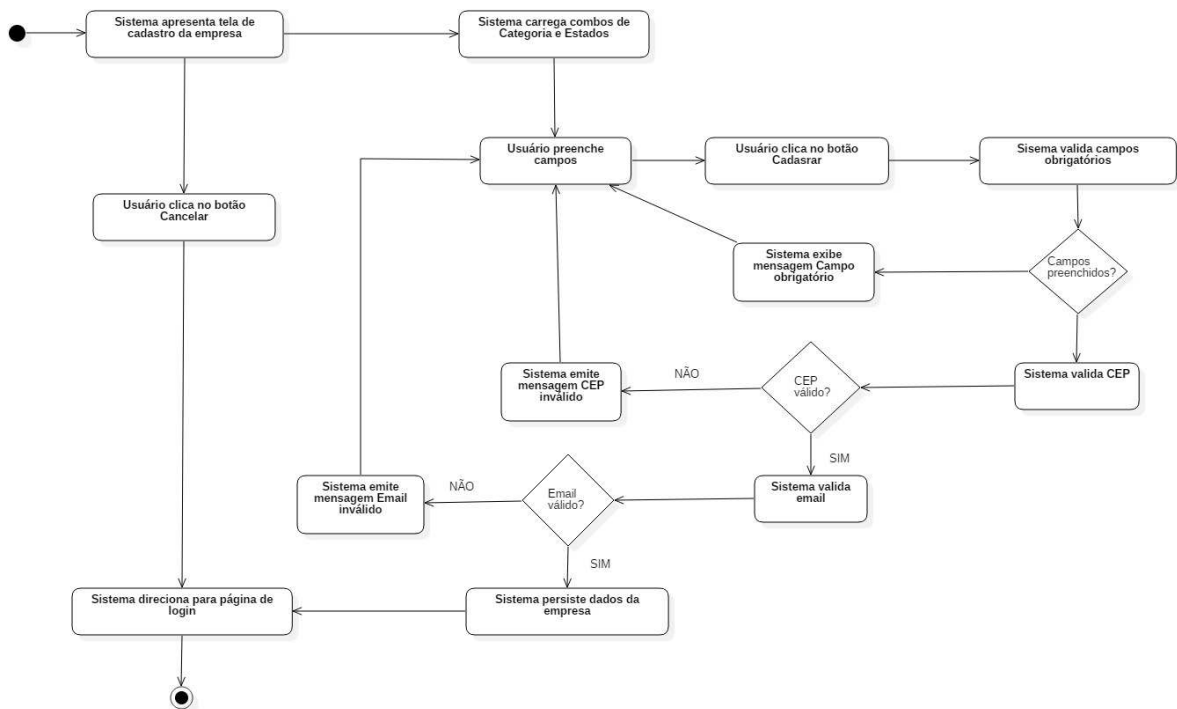 Sistema apresenta tela de
cadastro da empresa
Sistema carrega combos de
Categoria e Estados
Usuário preenche
campos
Usuário clica no botão
Cadasrar
Sisema valida campos
obrigatórios
Usuário clica no botão
Cancelar
Sistema exibe
mensagem Campo
obrigatório
Campos
preenchidos?
Sistema emite
mensagem CEP
inválido
NÃO
CEP
válido?
Sistema valida CEP
SIM
Sistema emite
mensagem Email
inválido
NÃO
Email
válido?
Sistema valida
email
SIM
Sistema direciona para página de
login
Sistema persiste dados da
empresa